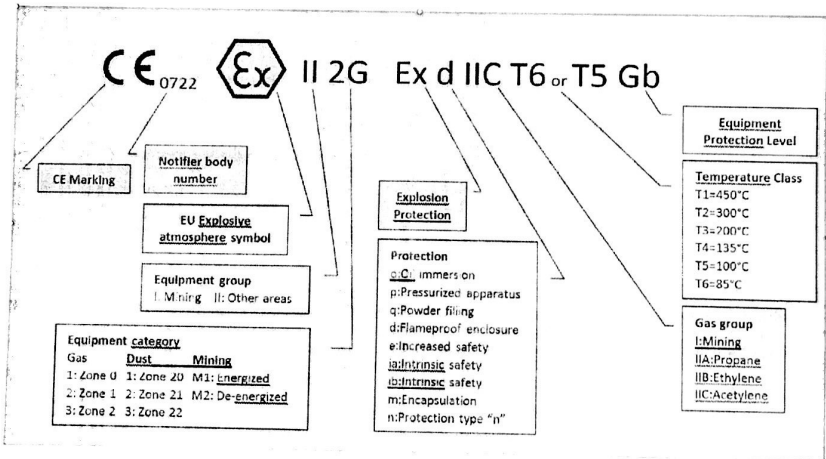 CE 0722 Ex II 2G Ex d IIC T6 or T5 Gb
CE Marking
Notifier body
number
EU Explosive
atmosphere symbol
Equipment group
I: Mining II: Other areas
Equipment category
Gas Dust Mining
1: Zone 0 1: Zone 20 M1: Energized
2: Zone 1 2: Zone 21 M2: De-energized
3: Zone 2 3: Zone 22
Explosion
Protection
Protection
o:Oil immersion
p:Pressurized apparatus
q:Powder filling
d:Flameproof enclosure
e:Increased safety
ia:Intrinsic safety
ib:Intrinsic safety
m:Encapsulation
n:Protection type "n"
Equipment
Protection Level
Temperature Class
T1=450°C
T2=300°C
T3=200°C
T4=135°C
T5=100°C
T6=85°C
Gas group
I:Mining
IIA:Propane
IIB:Ethylene
IIC:Acetylene